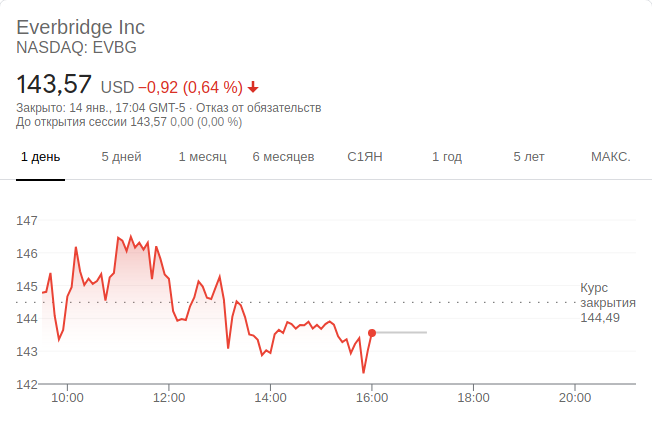 Everbridge Inc
NASDAQ: EVBG
143,57 USD −0,92 (0,64 %)
Закрыто: 14 янв., 17:04 GMT-5 · Отказ от обязательств
До открытия сессии 143,57 0,00 (0,00 %)
1 день 5 дней 1 месяц 6 месяцев С1ЯН 1 год 5 лет МАКС.
147
146
145
144
143
142
Курс
закрытия
144,49
10:00 12:00 14:00 16:00 18:00 20:00